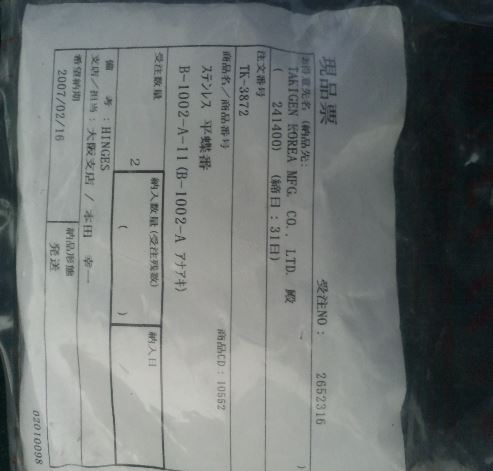 現品票
受注NO: 2652316
お得意先名 (納品先:
TAKIGEN KOREA MFG. CO., LTD. 殿
( 241400) (締日:31日)
注文番号
TK-3872
商品名/商品番号 商品CD: 10552
ステンレス 平蝶番
B-1002-A-11(B-1002-A アナアキ)
受注数量 2
納入数量(受注残数) ( )
納入日
備 考 :HINGES
支店/担当:大阪支店 / 本田 幸一
希望納期
2007/02/16
納品形態
発送
02010098